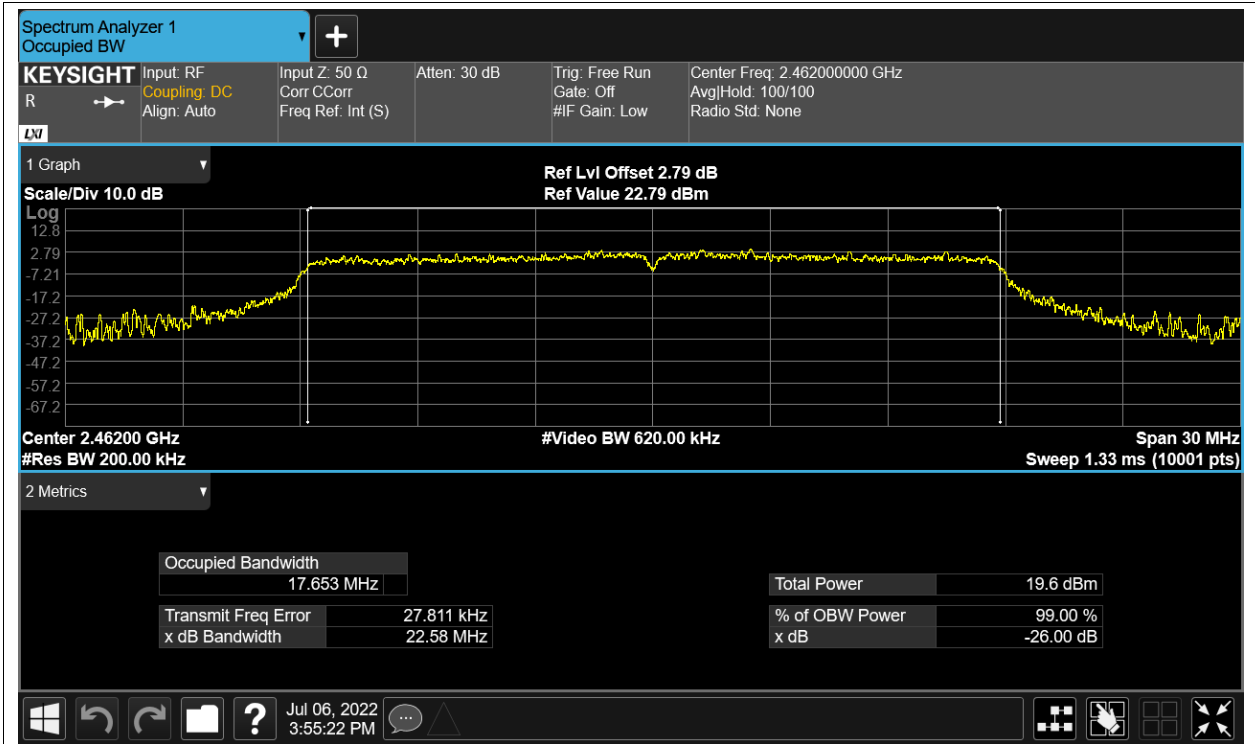 Spectrum Analyzer 1
Occupied BW
KEYSIGHT
R
LXI
Input: RF
Coupling: DC
Align: Auto
Input Z: 50 Ω
Corr CCorr
Freq Ref: Int (S)
Atten: 30 dB
Trig: Free Run
Gate: Off
#IF Gain: Low
Center Freq: 2.462000000 GHz
Avg|Hold: 100/100
Radio Std: None
1 Graph
Scale/Div 10.0 dB
Ref Lvl Offset 2.79 dB
Ref Value 22.79 dBm
Log
12.8
2.79
-7.21
-17.2
-27.2
-37.2
-47.2
-57.2
-67.2
Center 2.46200 GHz
#Video BW 620.00 kHz
Span 30 MHz
#Res BW 200.00 kHz
Sweep 1.33 ms (10001 pts)
2 Metrics
Occupied Bandwidth
17.653 MHz
Total Power 19.6 dBm
Transmit Freq Error 27.811 kHz
% of OBW Power 99.00 %
x dB Bandwidth 22.58 MHz
x dB -26.00 dB
?
Jul 06, 2022
3:55:22 PM